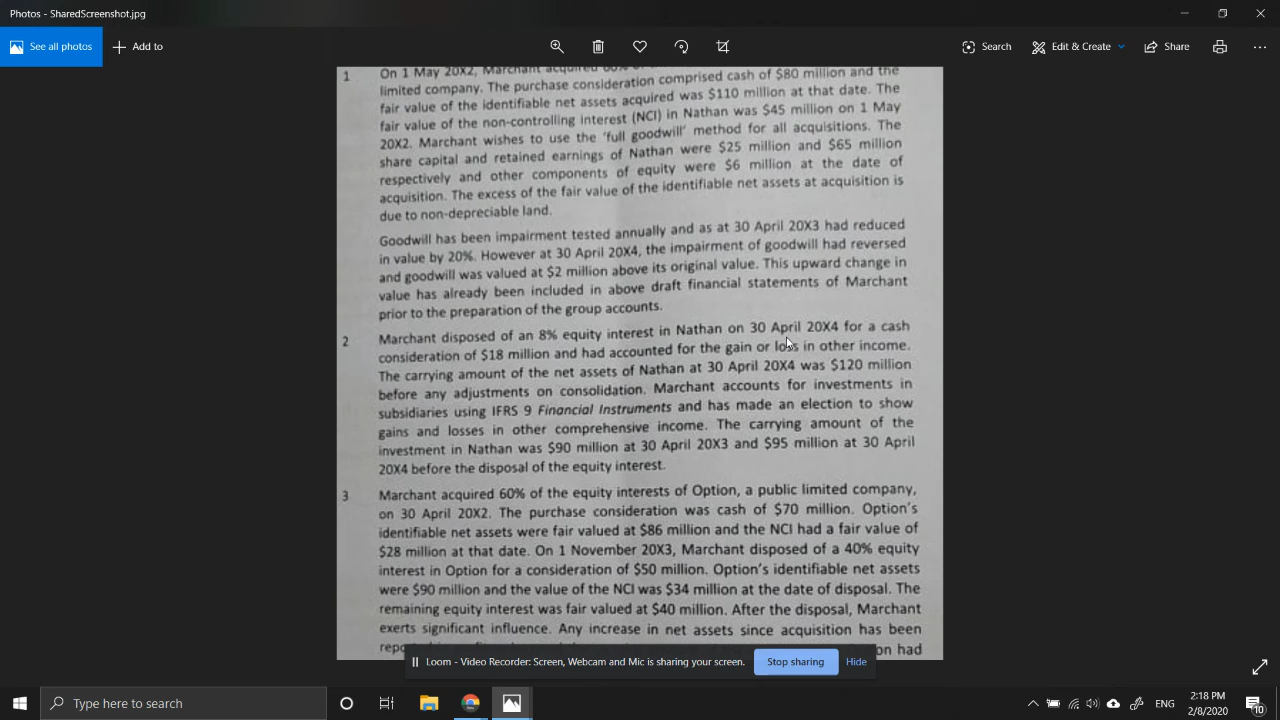 Photos - SharedScreenshot.jpg
See all photos
Add to
Search
Edit & Create
Share
1 On 1 May 20X2, Marchant acquired 60% of
limited company. The purchase consideration comprised cash of $80 million and the
fair value of the identifiable net assets acquired was $110 million at that date. The
fair value of the non-controlling interest (NCI) in Nathan was $45 million on 1 May
20X2. Marchant wishes to use the 'full goodwill' method for all acquisitions. The
share capital and retained earnings of Nathan were $25 million and $65 million
respectively and other components of equity were $6 million at the date of
acquisition. The excess of the fair value of the identifiable net assets at acquisition is
due to non-depreciable land.
Goodwill has been impairment tested annually and as at 30 April 20X3 had reduced
in value by 20%. However at 30 April 20X4, the impairment of goodwill had reversed
and goodwill was valued at $2 million above its original value. This upward change in
value has already been included in above draft financial statements of Marchant
prior to the preparation of the group accounts.
2 Marchant disposed of an 8% equity interest in Nathan on 30 April 20X4 for a cash
consideration of $18 million and had accounted for the gain or loss in other income.
The carrying amount of the net assets of Nathan at 30 April 20X4 was $120 million
before any adjustments on consolidation. Marchant accounts for investments in
subsidiaries using IFRS 9 Financial Instruments and has made an election to show
gains and losses in other comprehensive income. The carrying amount of the
investment in Nathan was $90 million at 30 April 20X3 and $95 million at 30 April
20X4 before the disposal of the equity interest.
3 Marchant acquired 60% of the equity interests of Option, a public limited company,
on 30 April 20X2. The purchase consideration was cash of $70 million. Option's
identifiable net assets were fair valued at $86 million and the NCI had a fair value of
$28 million at that date. On 1 November 20X3, Marchant disposed of a 40% equity
interest in Option for a consideration of $50 million. Option's identifiable net assets
were $90 million and the value of the NCI was $34 million at the date of disposal. The
remaining equity interest was fair valued at $40 million. After the disposal, Marchant
exerts significant influence. Any increase in net assets since acquisition has been
on had
Loom - Video Recorder: Screen, Webcam and Mic is sharing your screen.
Stop sharing
Hide
Type here to search
ENG
2:18 PM
2/8/2020
10